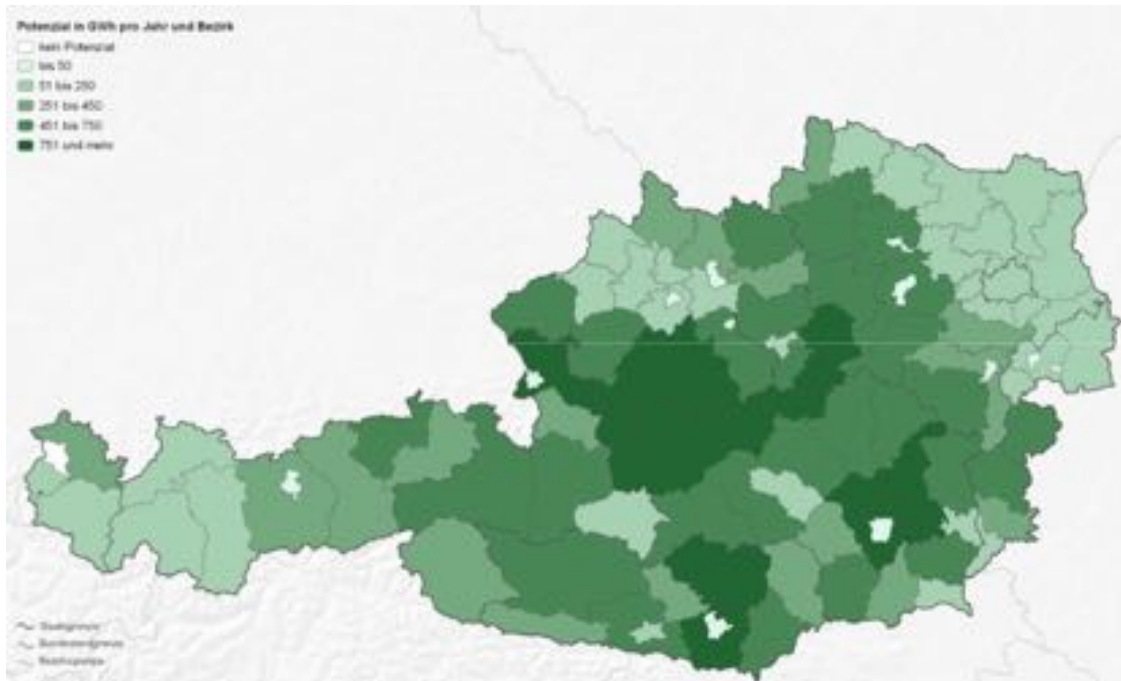 Potenzial in GWh pro Jahr und Bezirk
kein Potenzial
bis 50
51 bis 250
251 bis 450
451 bis 750
751 und mehr
Staatsgrenze
Bundeslandgrenze
Bezirksgrenze